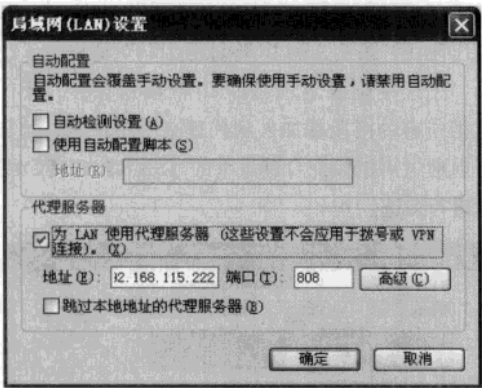 局域网(LAN)设置
自动配置
自动配置会覆盖手动设置。要确保使用手动设置，请禁用自动配
置。
自动检测设置(A)
使用自动配置脚本(S)
地址(R)
代理服务器
为 LAN 使用代理服务器 (这些设置不会应用于拨号或 VPN
连接)。(X)
地址(E): 92.168.115.222 端口(T): 808 高级(C)
跳过本地地址的代理服务器(B)
确定 取消